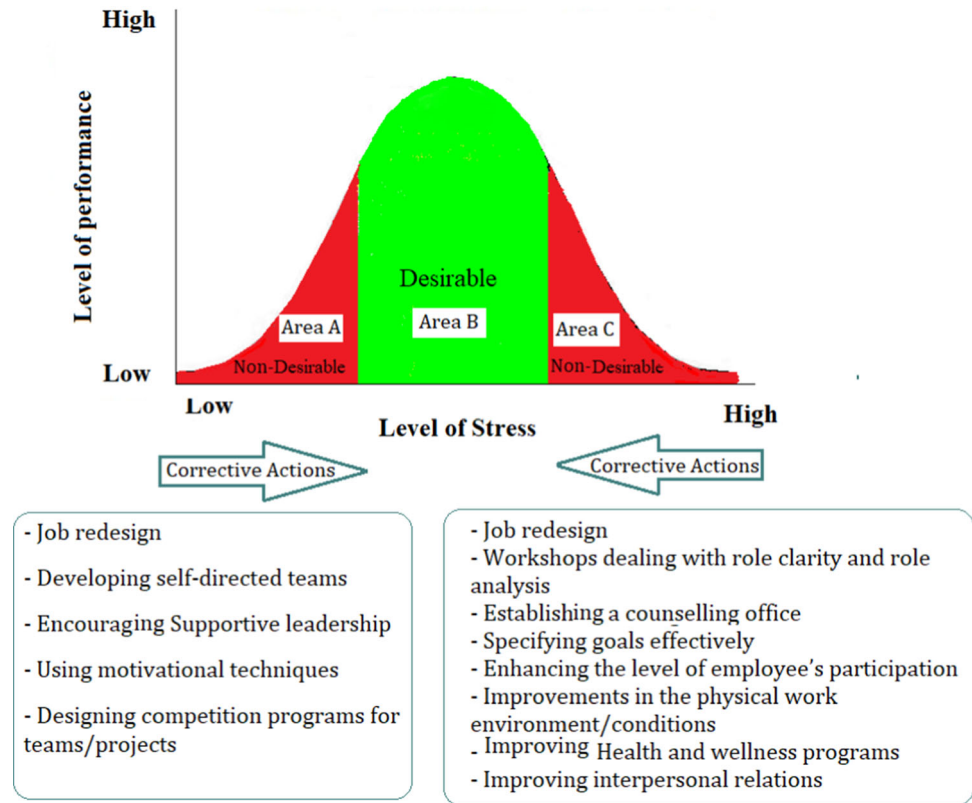 High
Level of performance
Desirable
Area A
Area B
Area C
Non-Desirable
Non-Desirable
Low
Low
High
Level of Stress
Corrective Actions
Corrective Actions
- Job redesign
- Developing self-directed teams
- Encouraging Supportive leadership
- Using motivational techniques
- Designing competition programs for
teams/projects
- Job redesign
- Workshops dealing with role clarity and role
analysis
- Establishing a counselling office
- Specifying goals effectively
- Enhancing the level of employee’s participation
- Improvements in the physical work
environment/conditions
- Improving Health and wellness programs
- Improving interpersonal relations